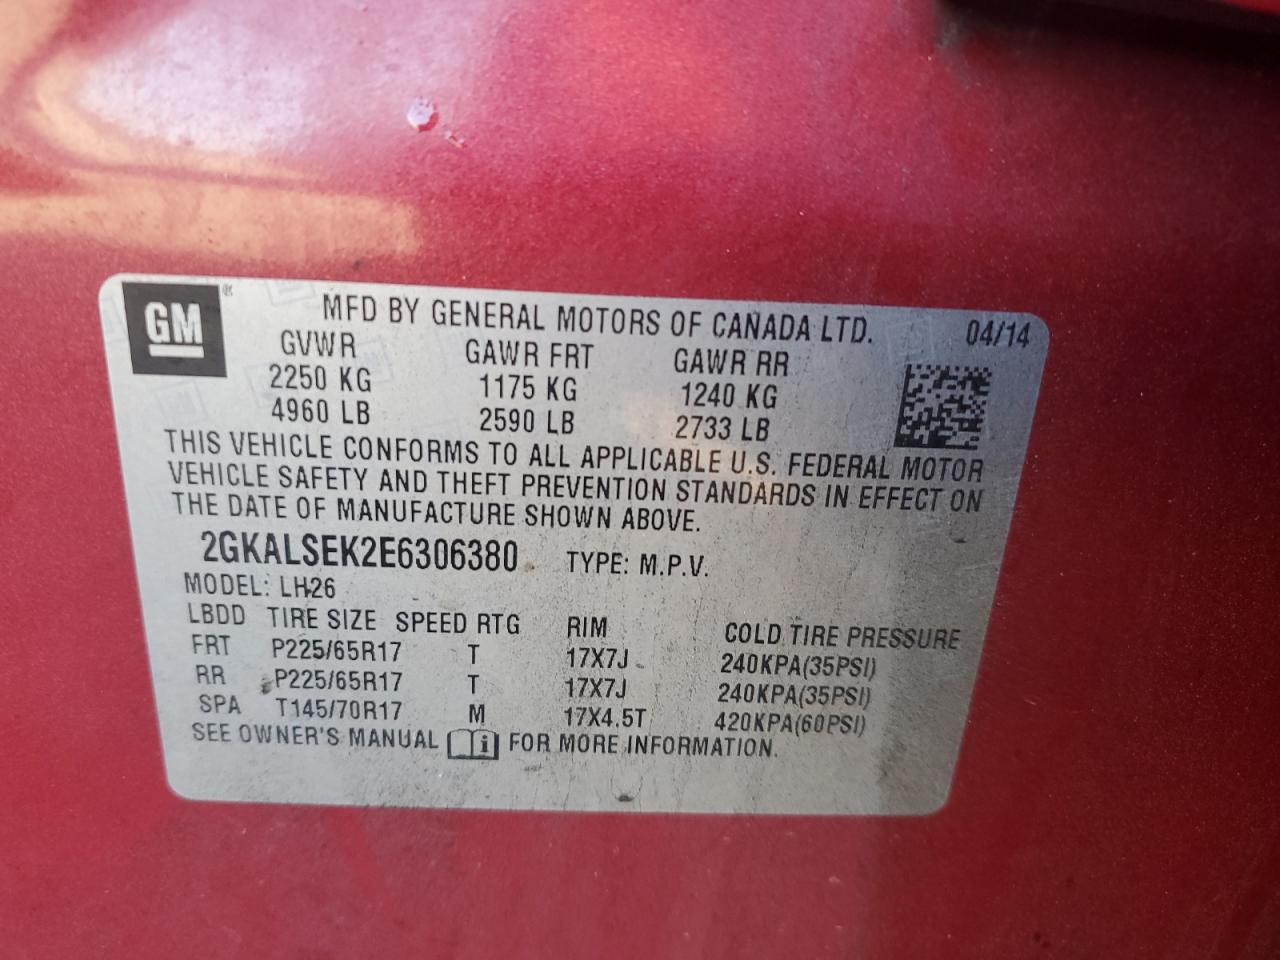 GM®
MFD BY GENERAL MOTORS OF CANADA LTD. 04/14
GVWR GAWR FRT GAWR RR
2250 KG 1175 KG 1240 KG
4960 LB 2590 LB 2733 LB
THIS VEHICLE CONFORMS TO ALL APPLICABLE U.S. FEDERAL MOTOR
VEHICLE SAFETY AND THEFT PREVENTION STANDARDS IN EFFECT ON
THE DATE OF MANUFACTURE SHOWN ABOVE.
2GKALSEK2E6306380 TYPE: M.P.V.
MODEL: LH26
LBDD TIRE SIZE SPEED RTG RIM COLD TIRE PRESSURE
FRT P225/65R17 T 17X7J 240KPA(35PSI)
RR P225/65R17 T 17X7J 240KPA(35PSI)
SPA T145/70R17 M 17X4.5T 420KPA(60PSI)
SEE OWNER'S MANUAL i FOR MORE INFORMATION.